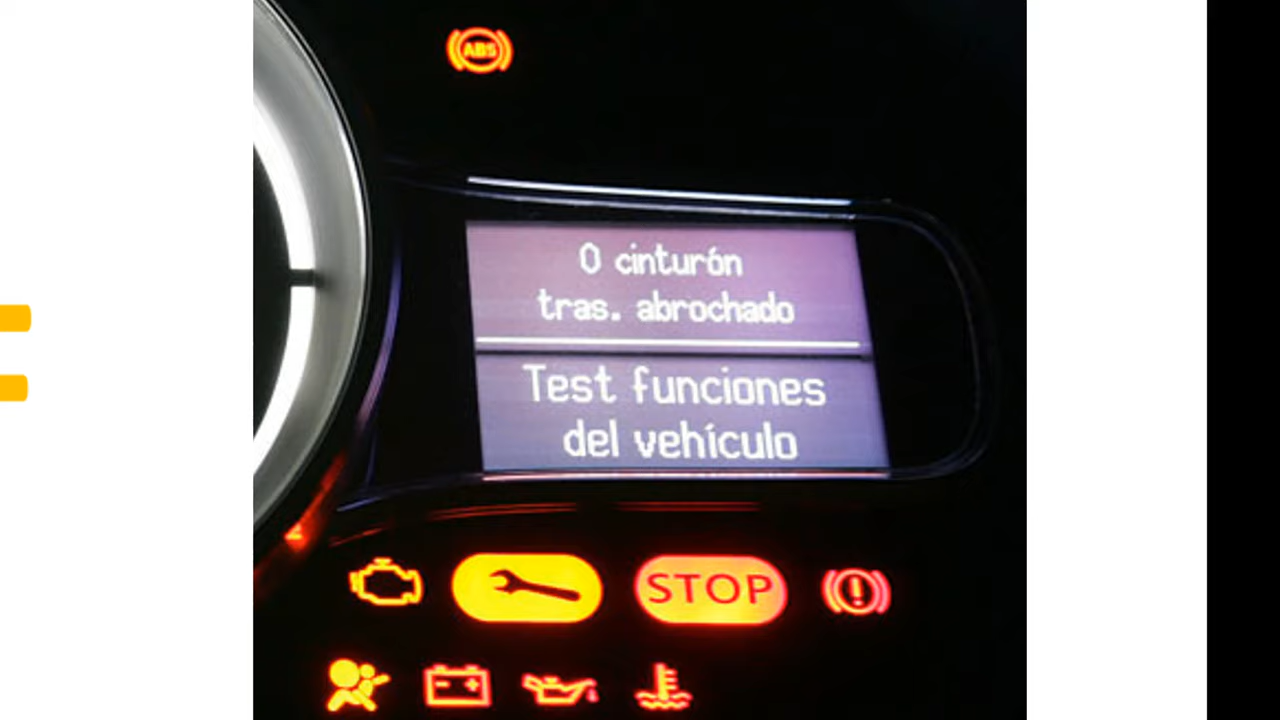 ABS
0 cinturón
tras. abrochado
Test funciones
del vehículo
STOP